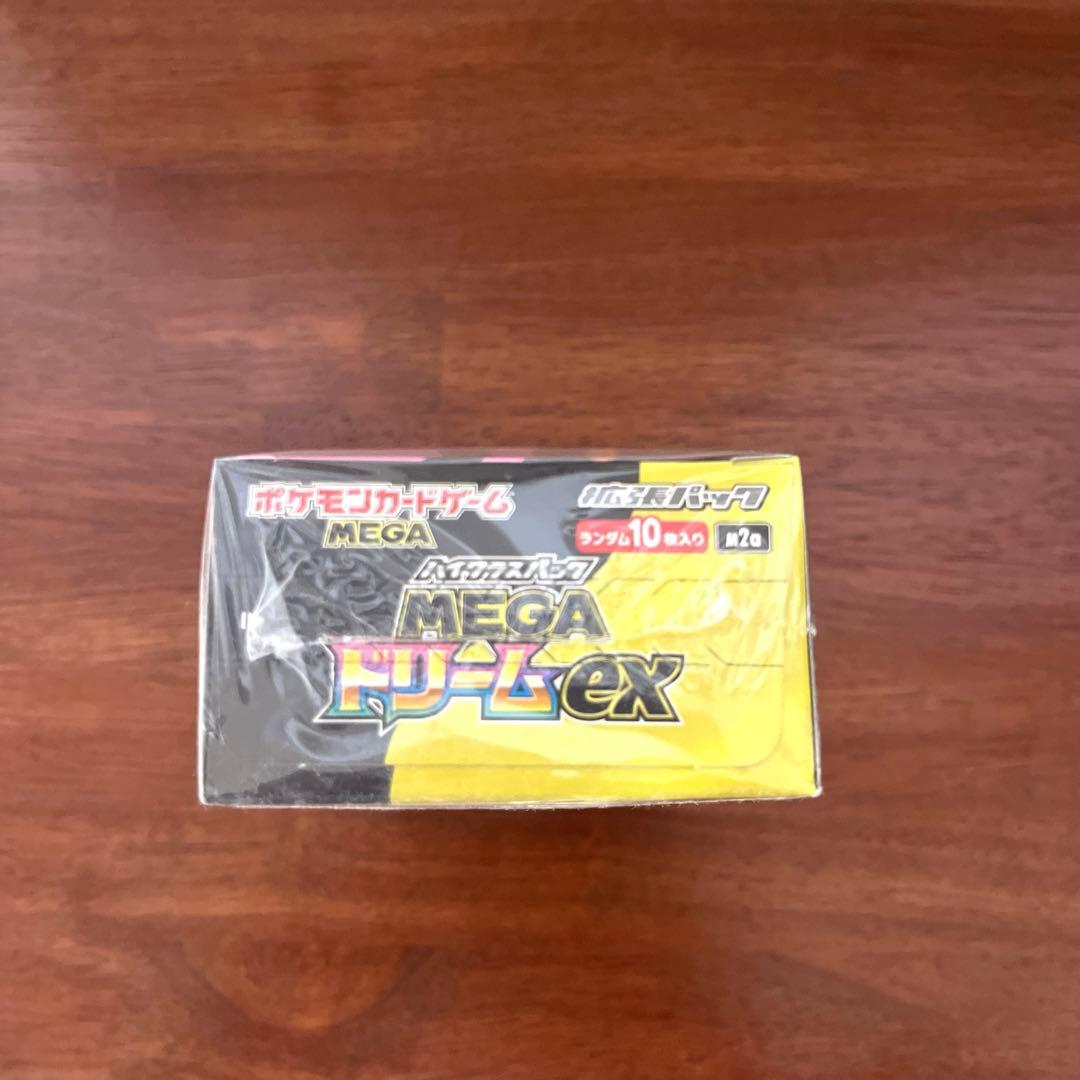 ポケモンカードゲーム
MEGA
拡張パック
ランダム10枚入り
M2a
ハイクラスパック
MEGA
ドリームex